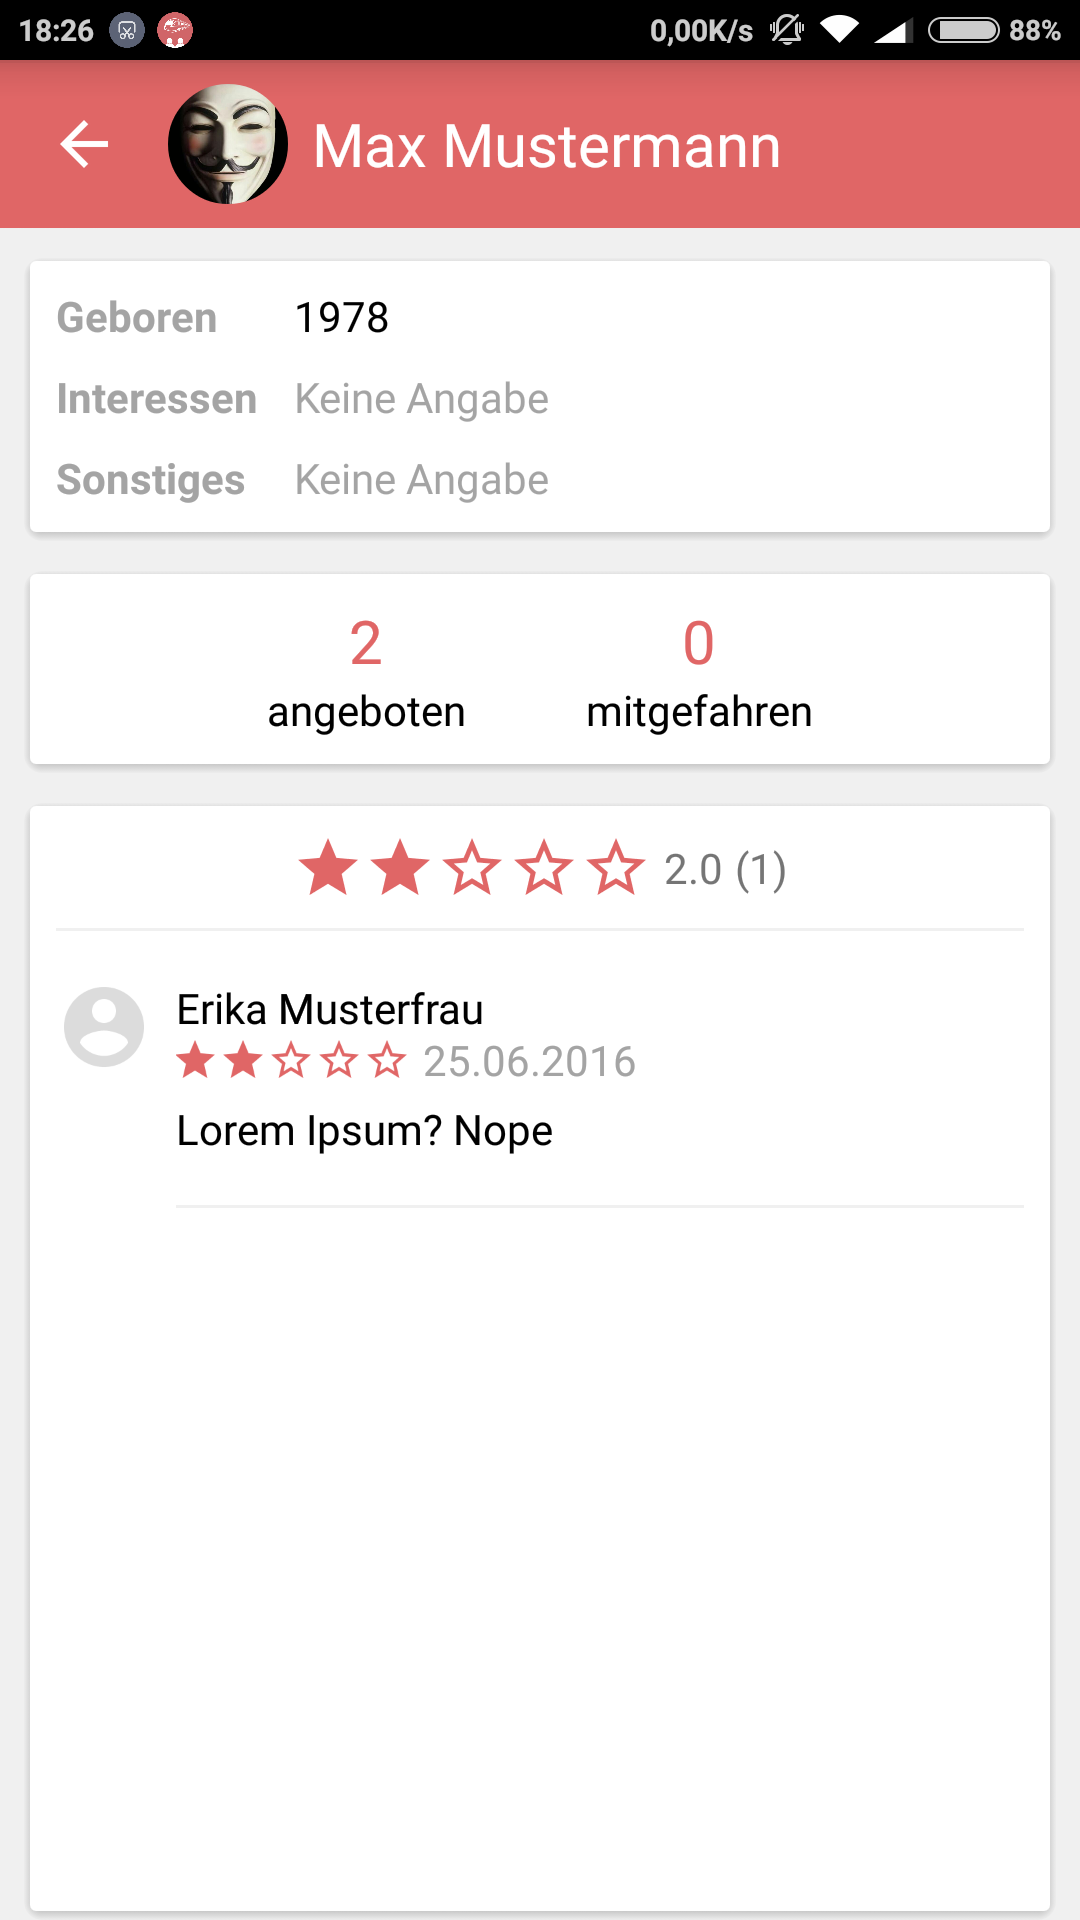 18:26 0,00K/s 88%
Max Mustermann
Geboren 1978
Interessen Keine Angabe
Sonstiges Keine Angabe
2 0
angeboten mitgefahren
2.0 (1)
Erika Musterfrau
25.06.2016
Lorem Ipsum? Nope